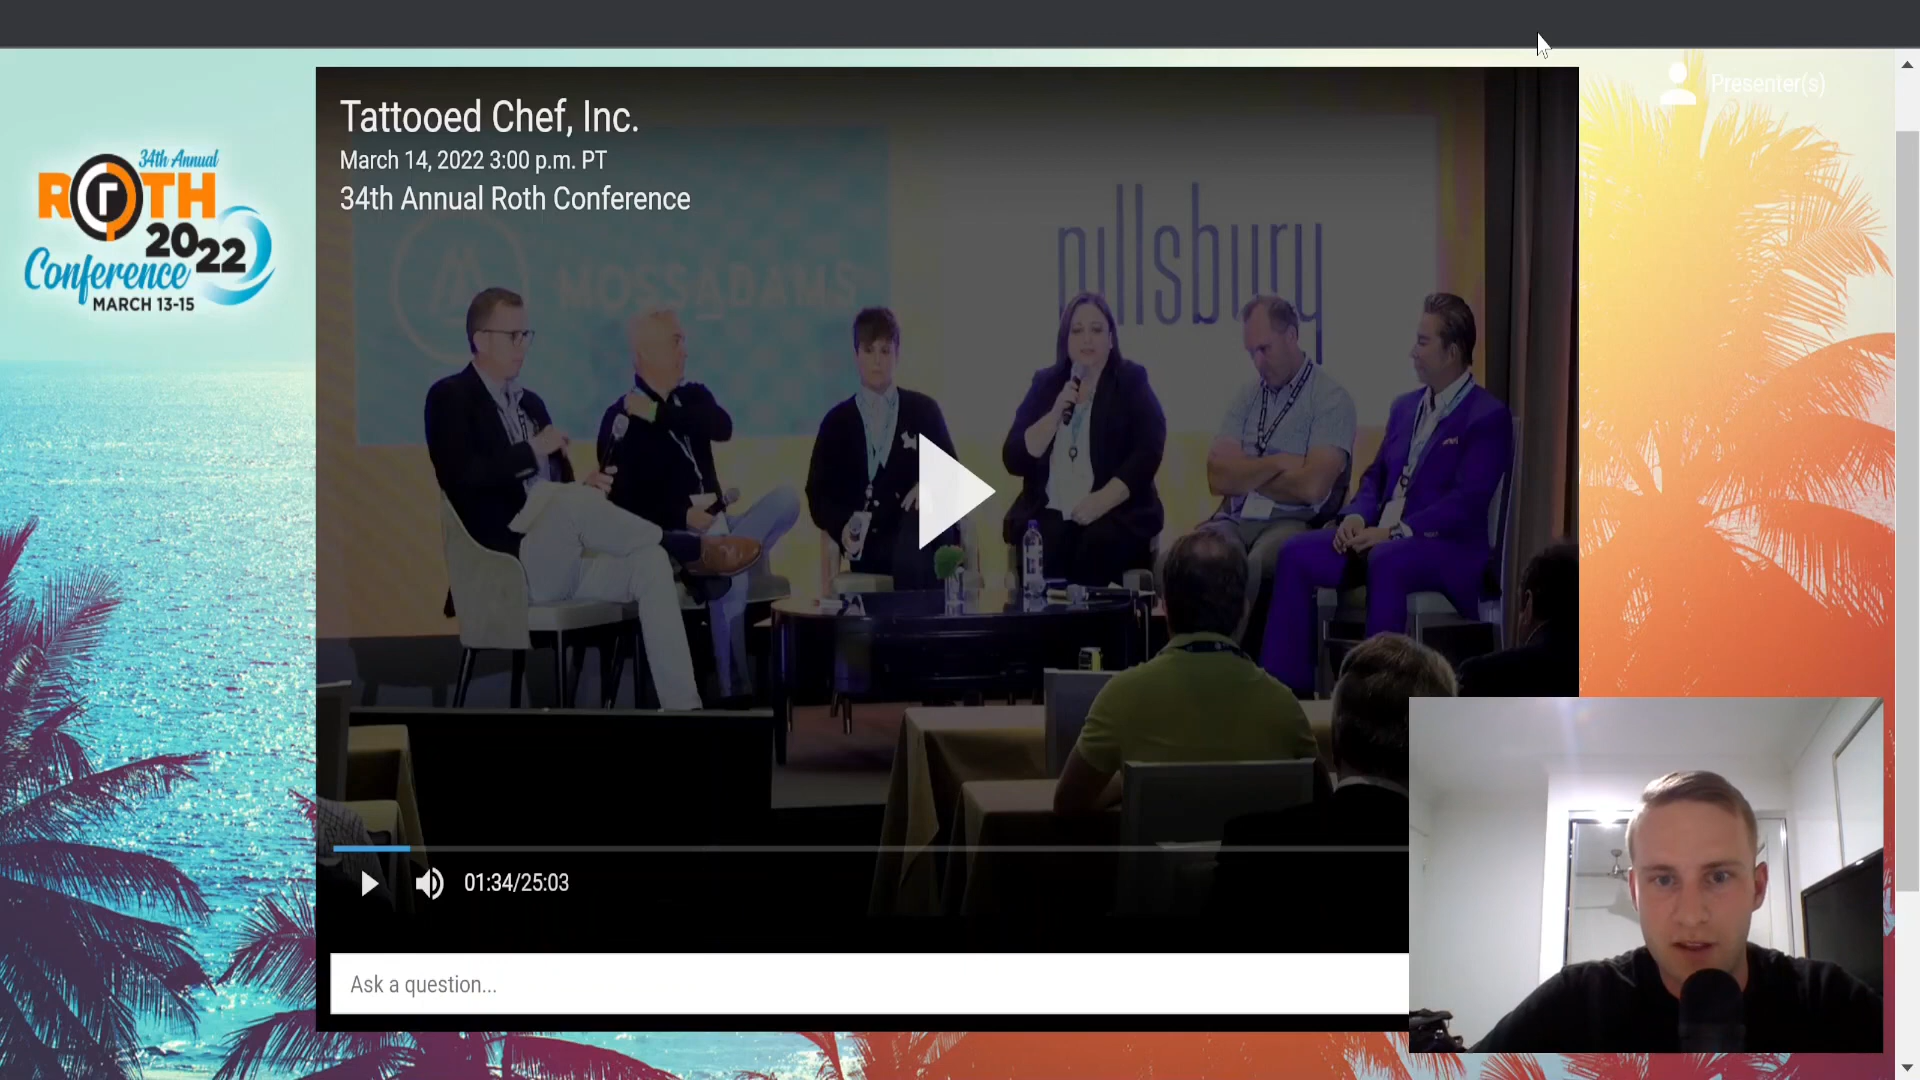 Tattooed Chef, Inc.
March 14, 2022 3:00 p.m. PT
34th Annual Roth Conference
Presenter(s)
34th Annual
ROTH
2022
Conference
MARCH 13-15
MOSSADAMS
pillsbury
01:34/25:03
Ask a question...